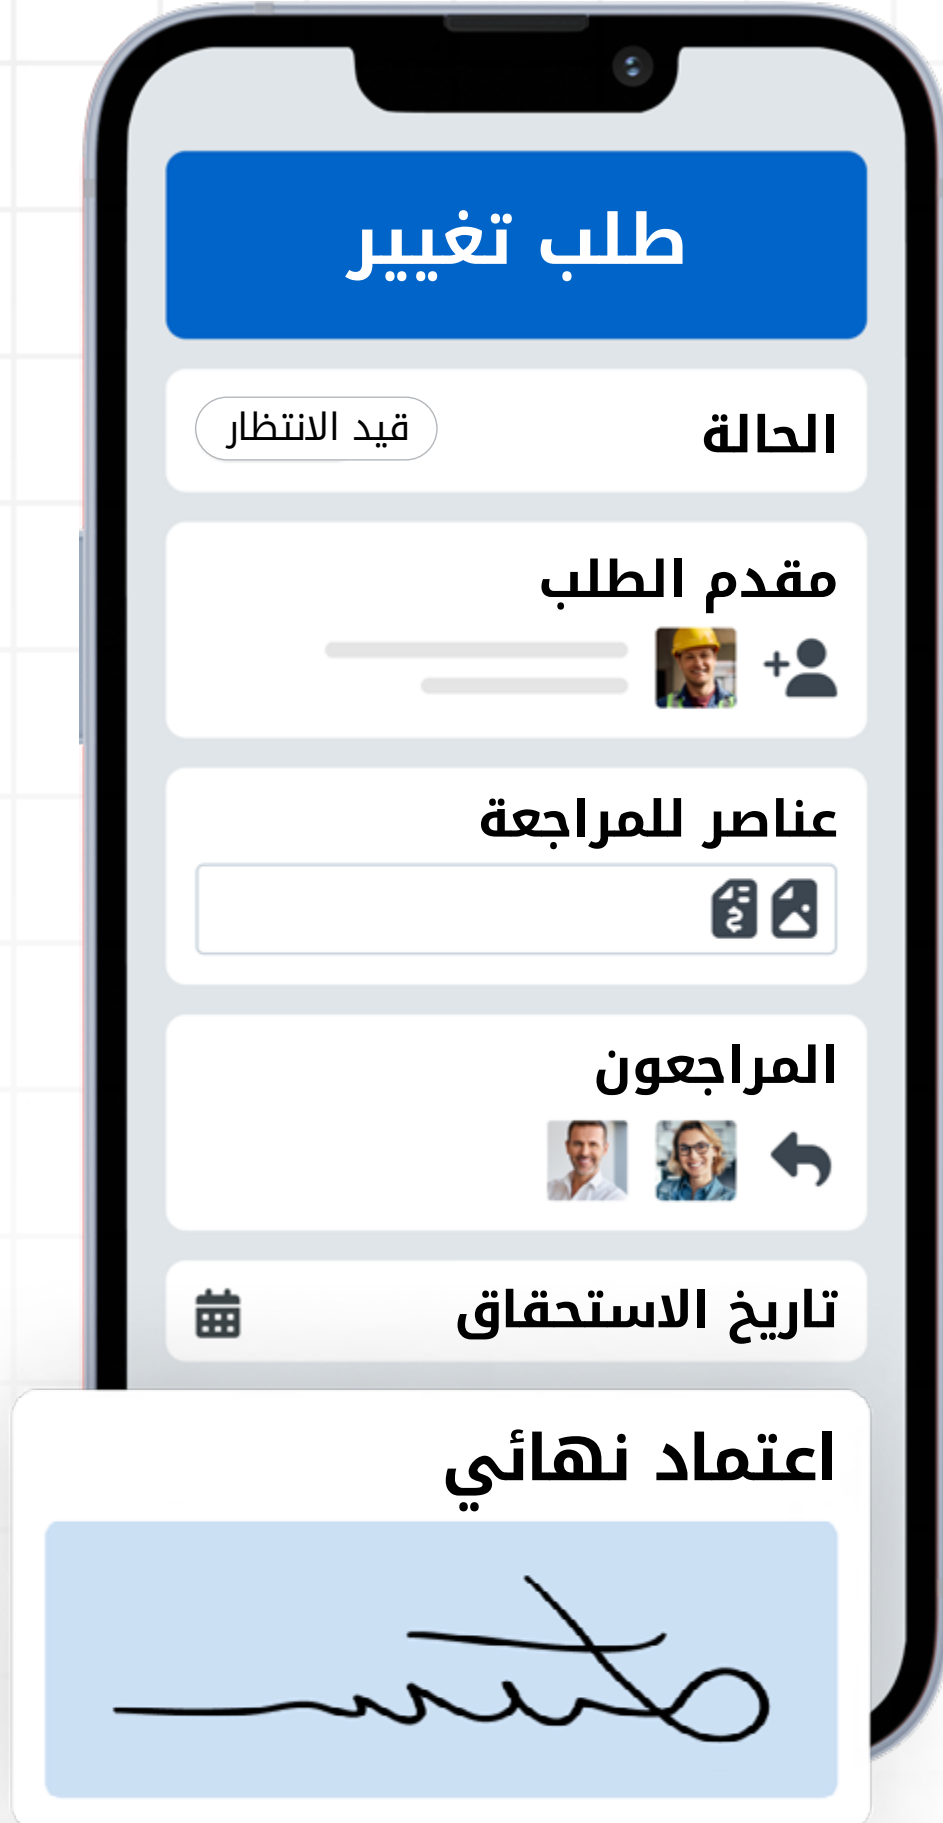 طلب تغيير
الحالة
قيد الانتظار
مقدم الطلب
عناصر للمراجعة
المراجعون
تاريخ الاستحقاق
اعتماد نهائي